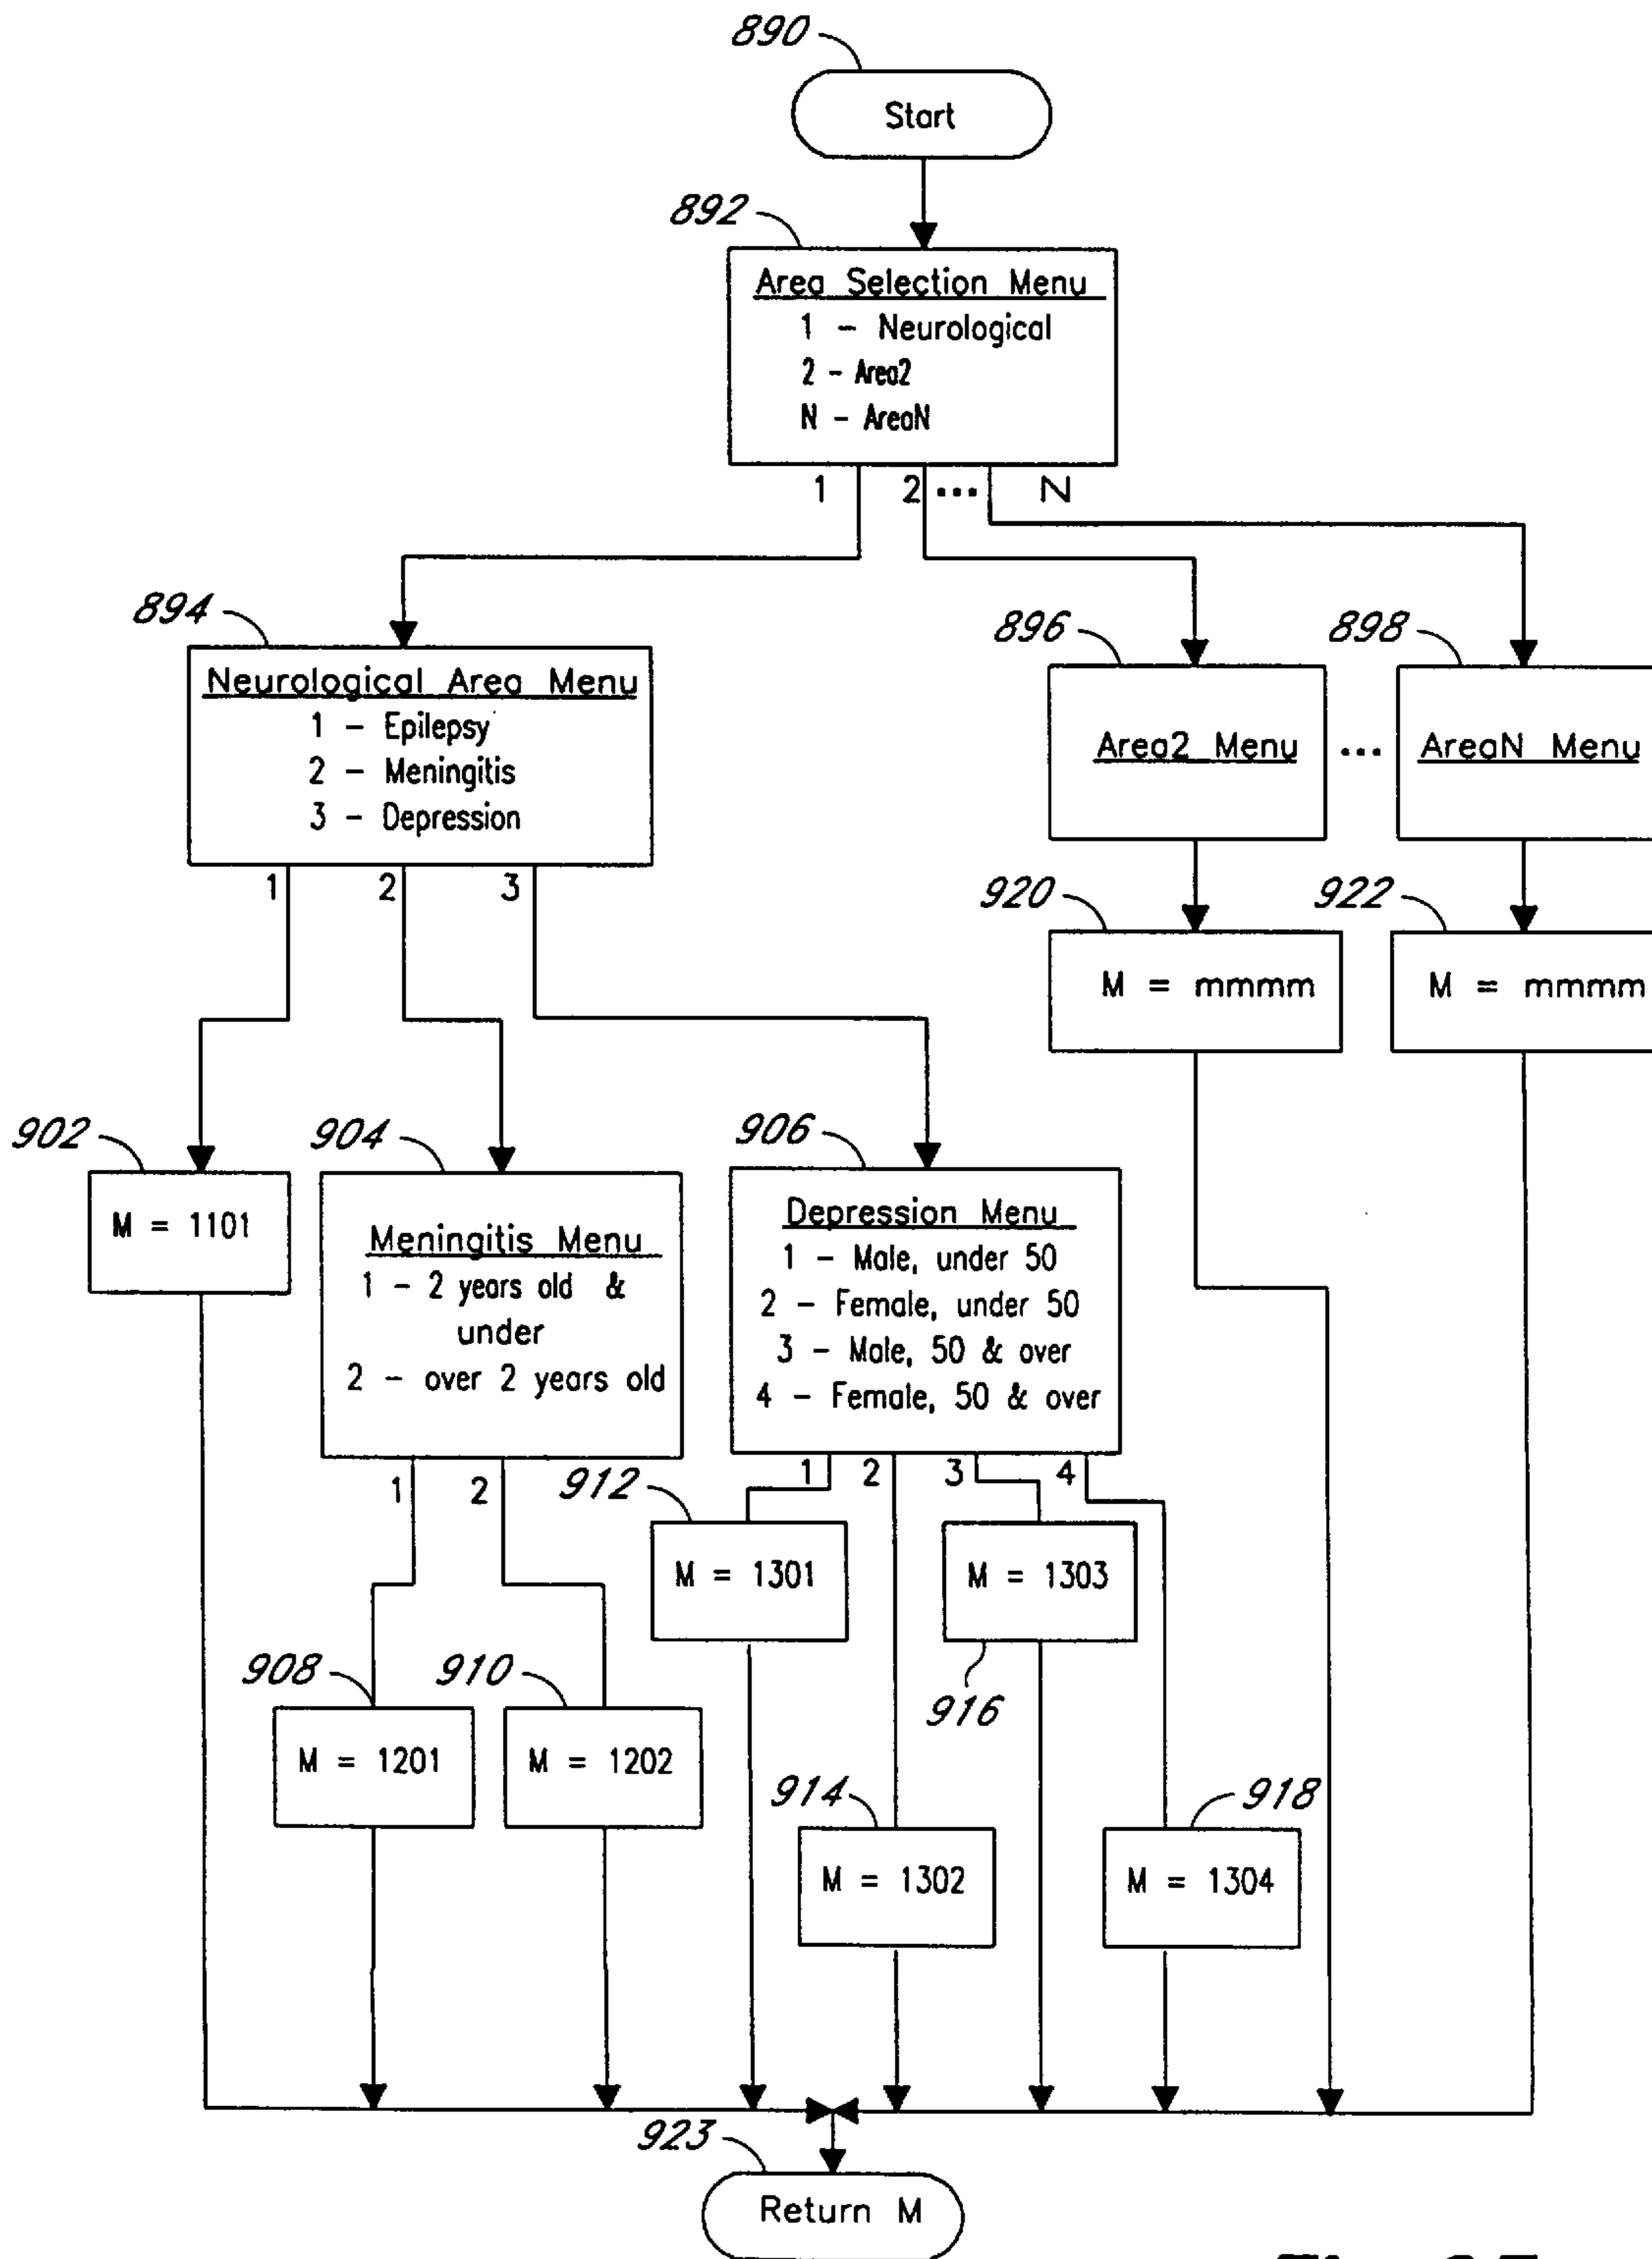 890
Start
892
Area Selection Menu
1 - Neurological
2 - Area2
N - AreaN
1 2 ... N
894
Neurological Area Menu
1 - Epilepsy
2 - Meningitis
3 - Depression
1 2 3
896
Area2 Menu
...
898
AreaN Menu
920
M = mmmm
922
M = mmmm
902
M = 1101
904
Meningitis Menu
1 - 2 years old &
under
2 - over 2 years old
1 2
906
Depression Menu
1 - Male, under 50
2 - Female, under 50
3 - Male, 50 & over
4 - Female, 50 & over
1 2 3 4
912
M = 1301
M = 1303
916
908
M = 1201
910
M = 1202
914
M = 1302
918
M = 1304
923
Return M